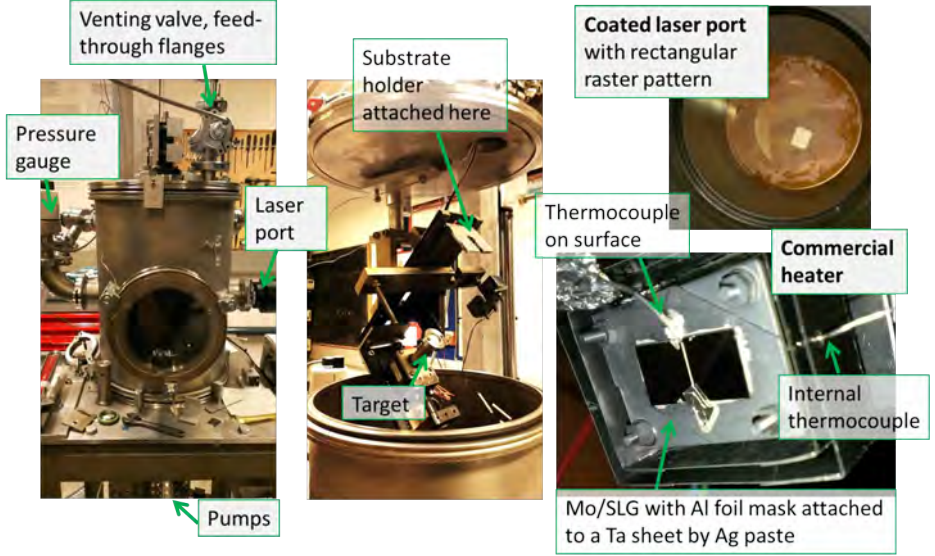 Venting valve, feed-
through flanges
Pressure
gauge
Laser
port
Pumps
Substrate
holder
attached here
Target
Coated laser port
with rectangular
raster pattern
Thermocouple
on surface
Commercial
heater
Internal
thermocouple
Mo/SLG with Al foil mask attached
to a Ta sheet by Ag paste